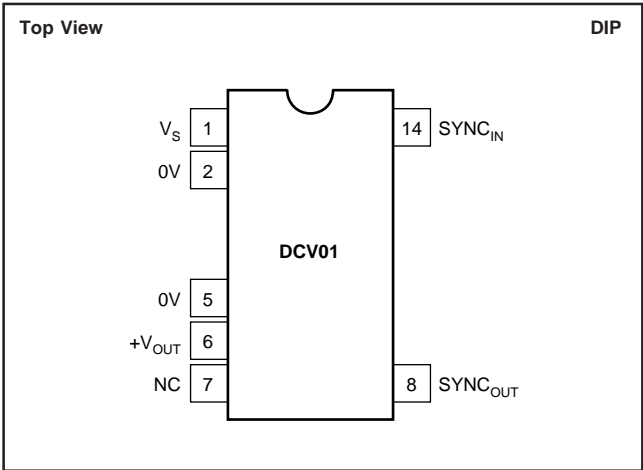 Top View DIP
V_S 1 14 SYNC_IN
0V 2
DCV01
0V 5
+V_OUT 6
NC 7 8 SYNC_OUT